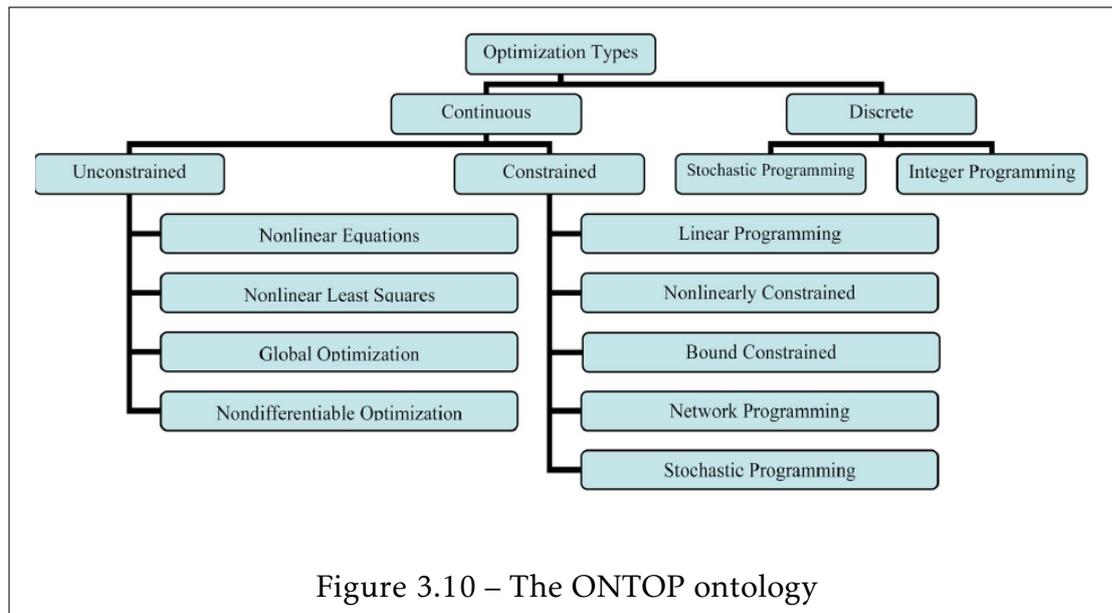 Optimization Types
Continuous
Discrete
Unconstrained
Constrained
Stochastic Programming
Integer Programming
Nonlinear Equations
Nonlinear Least Squares
Global Optimization
Nondifferentiable Optimization
Linear Programming
Nonlinearly Constrained
Bound Constrained
Network Programming
Stochastic Programming
Figure 3.10 – The ONTOP ontology